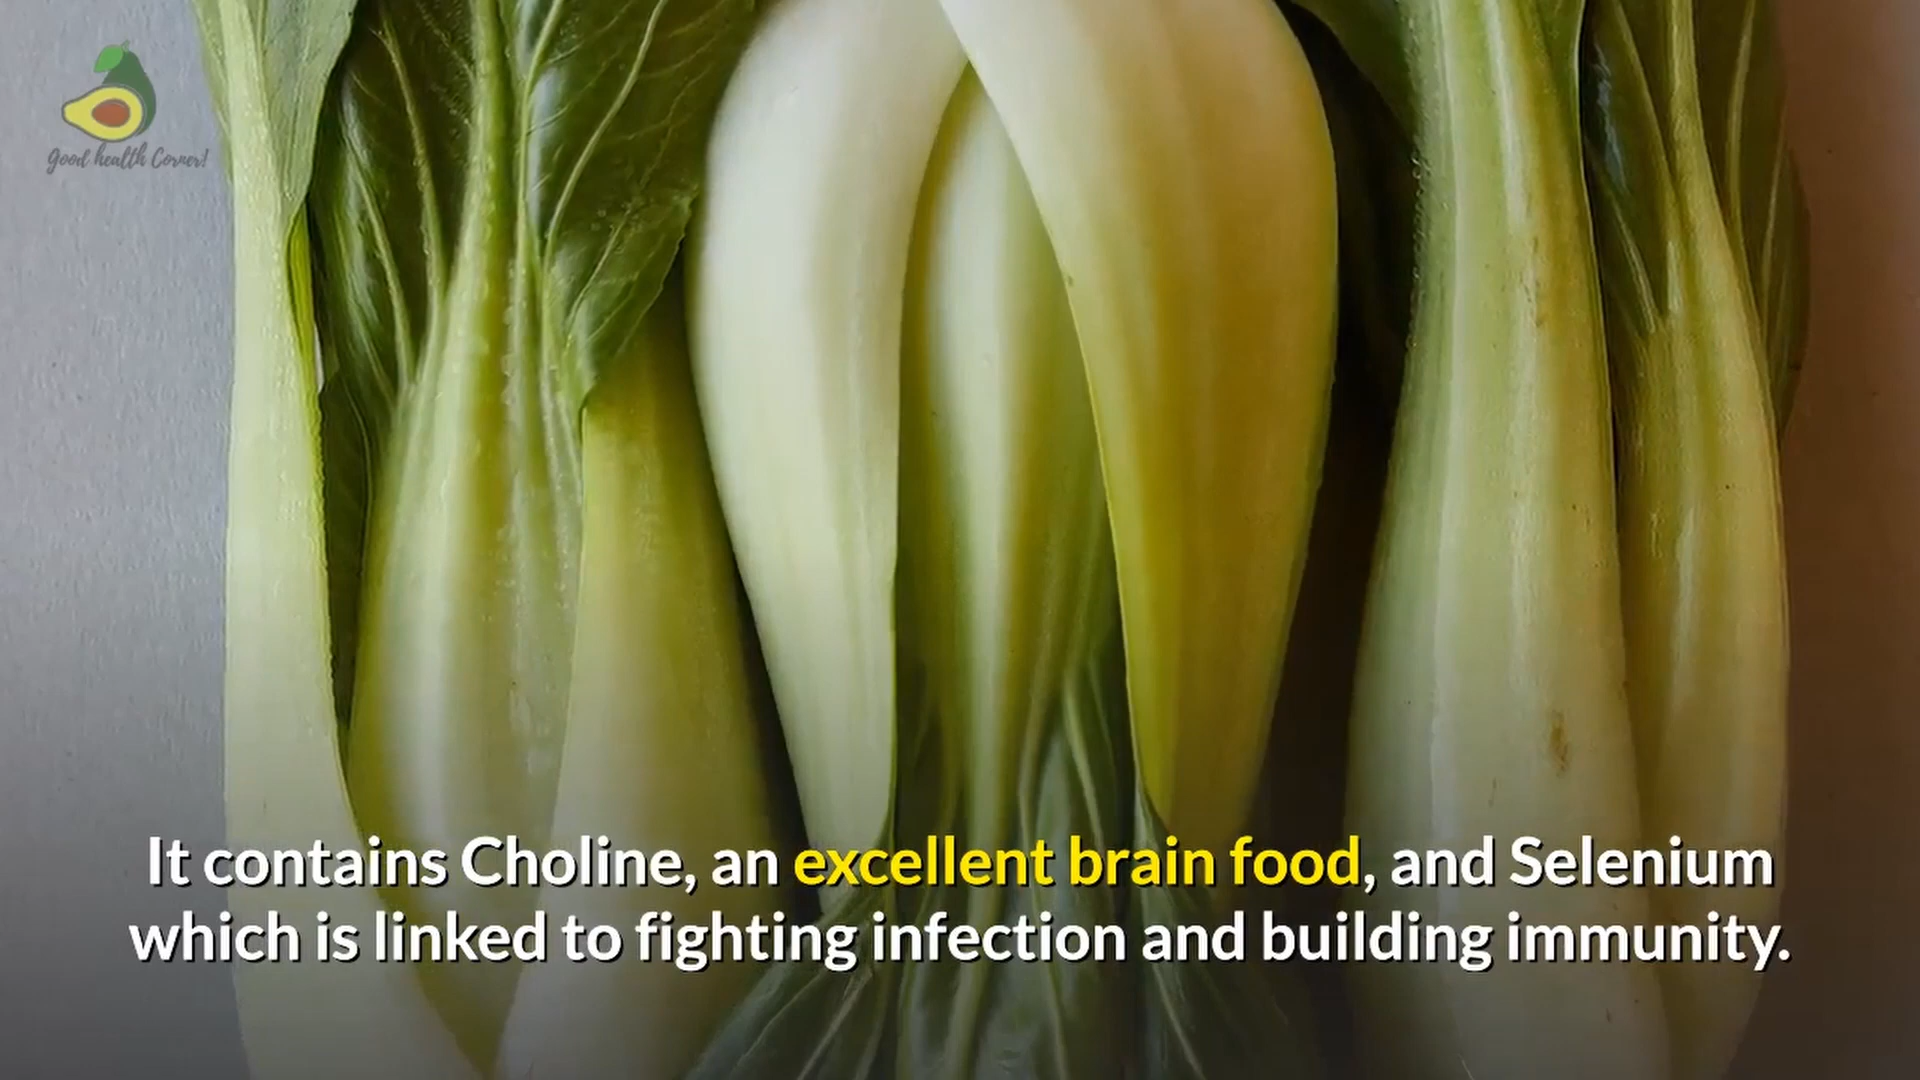 Good health Corner!
It contains Choline, an excellent brain food, and Selenium
which is linked to fighting infection and building immunity.